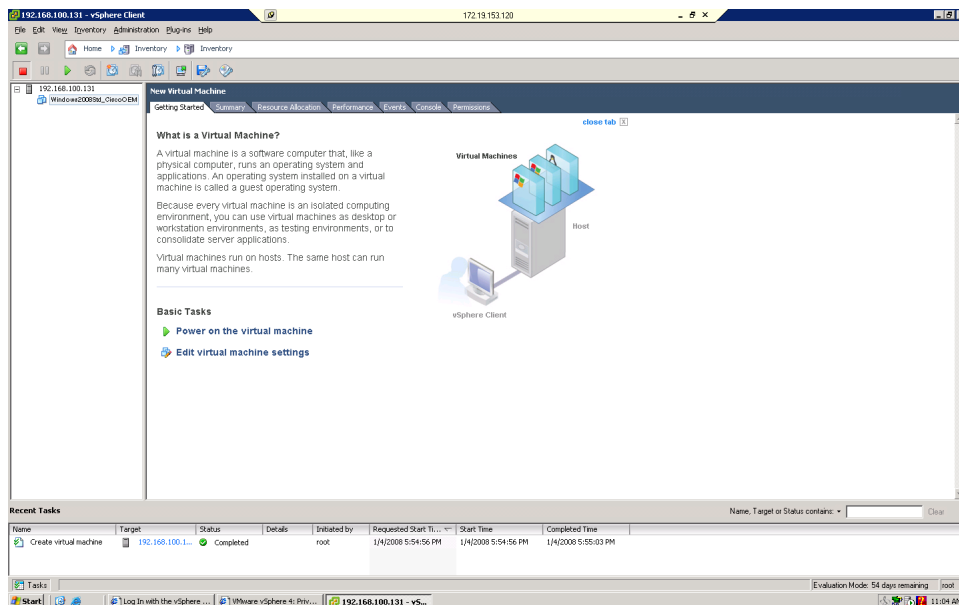 192.168.100.131 - vSphere Client
172.19.153.120
File Edit View Inventory Administration Plug-ins Help
Home Inventory Inventory
192.168.100.131
Windows2008Std_CiscoOEM
New Virtual Machine
Getting Started Summary Resource Allocation Performance Events Console Permissions
close tab
What is a Virtual Machine?
A virtual machine is a software computer that, like a
physical computer, runs an operating system and
applications. An operating system installed on a virtual
machine is called a guest operating system.
Because every virtual machine is an isolated computing
environment, you can use virtual machines as desktop or
workstation environments, as testing environments, or to
consolidate server applications.
Virtual machines run on hosts. The same host can run
many virtual machines.
Virtual Machines
Host
vSphere Client
Basic Tasks
Power on the virtual machine
Edit virtual machine settings
Recent Tasks
Name, Target or Status contains:
Clear
Name Target Status Details Initiated by Requested Start Ti... Start Time Completed Time
Create virtual machine 192.168.100.1... Completed root 1/4/2008 5:54:56 PM 1/4/2008 5:54:56 PM 1/4/2008 5:55:03 PM
Tasks
Evaluation Mode: 54 days remaining root
Start Log In with the vSphere ... VMware vSphere 4: Priv... 192.168.100.131 - vS... 11:04 AM